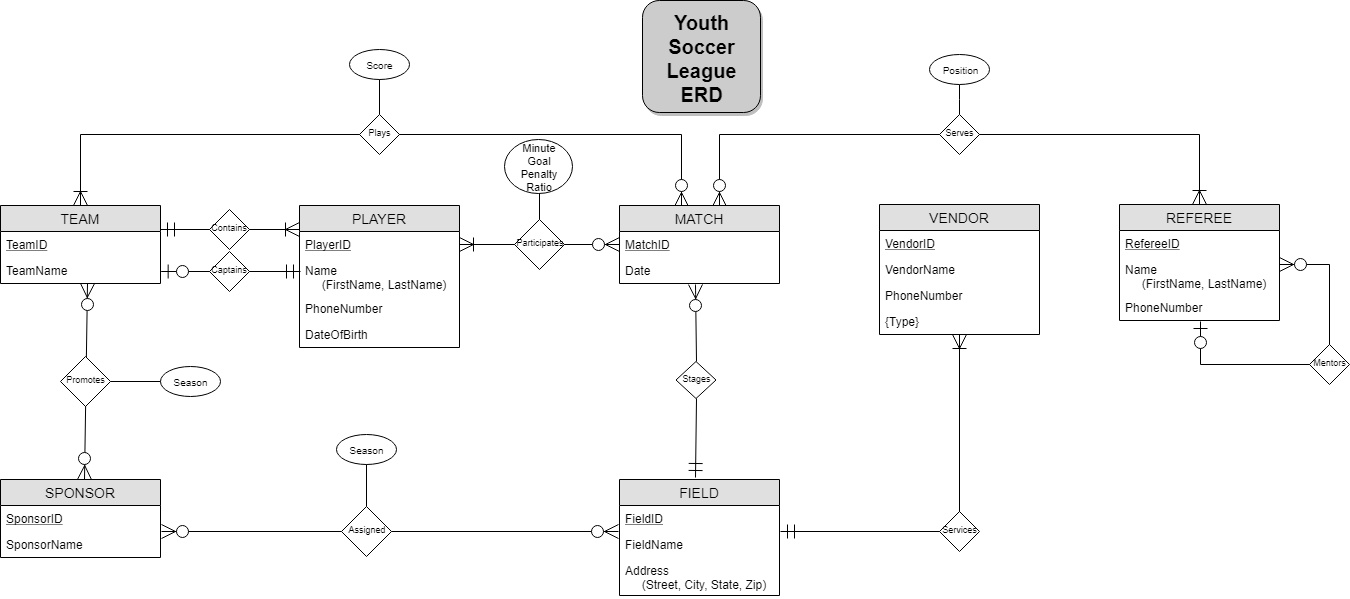 Youth
Soccer
League
ERD
Score
Position
Plays
Serves
Minute
Goal
Penalty
Ratio
TEAM
TeamID
TeamName
Contains
Captains
PLAYER
PlayerID
Name
(FirstName, LastName)
PhoneNumber
DateOfBirth
Participates
MATCH
MatchID
Date
VENDOR
VendorID
VendorName
PhoneNumber
{Type}
REFEREE
RefereeID
Name
(FirstName, LastName)
PhoneNumber
Mentors
Promotes
Season
Stages
Season
SPONSOR
SponsorID
SponsorName
Assigned
FIELD
FieldID
FieldName
Address
(Street, City, State, Zip)
Services